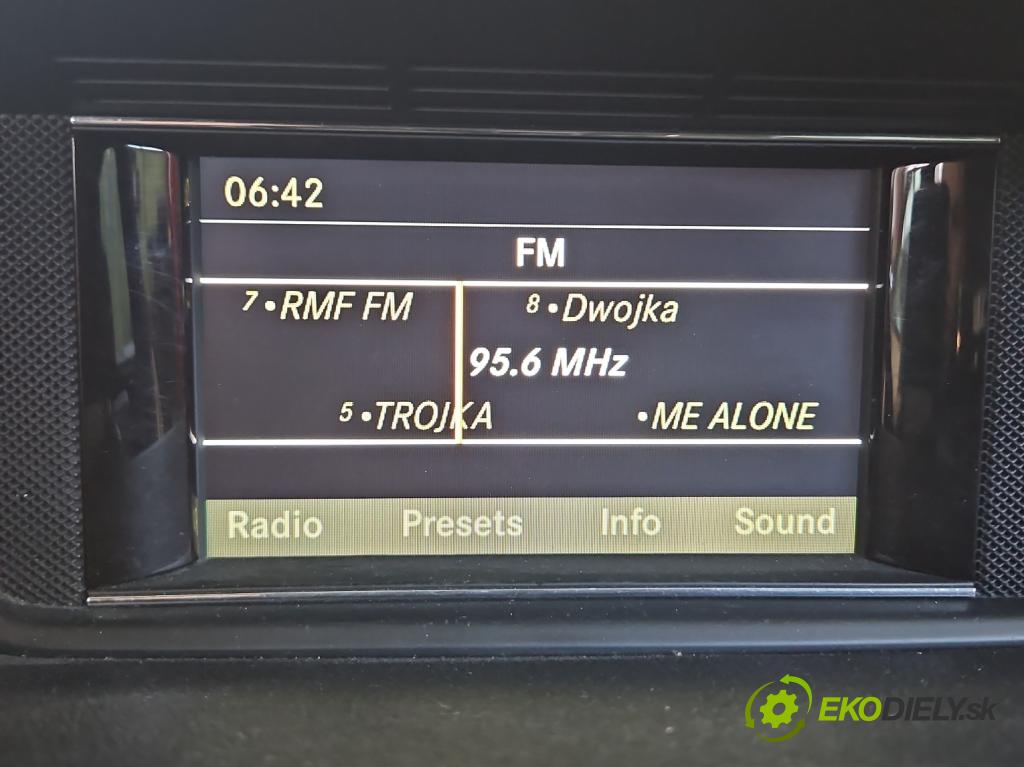 06:42
FM
7 •RMF FM 8 •Dwojka
95.6 MHz
5 •TROJKA •ME ALONE
Radio Presets Info Sound
EKODIELY.sk